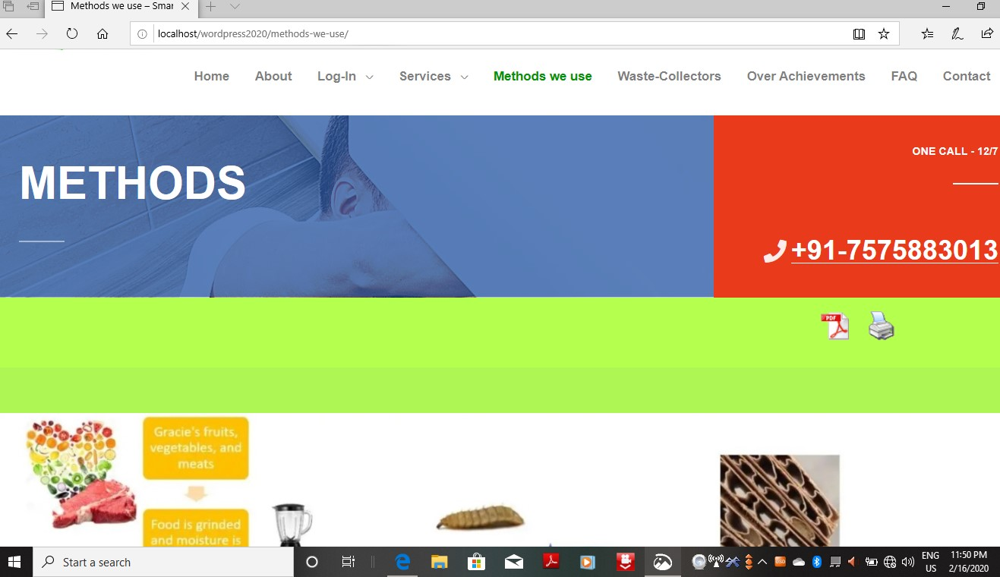 Methods we use – Smar
localhost/wordpress2020/methods-we-use/
Home About Log-In Services Methods we use Waste-Collectors Over Achievements FAQ Contact
METHODS
ONE CALL - 12/7
+91-7575883013
PDF
Gracie's fruits,
vegetables, and
meats
Food is grinded
and moisture is
Start a search
ENG
US
11:50 PM
2/16/2020